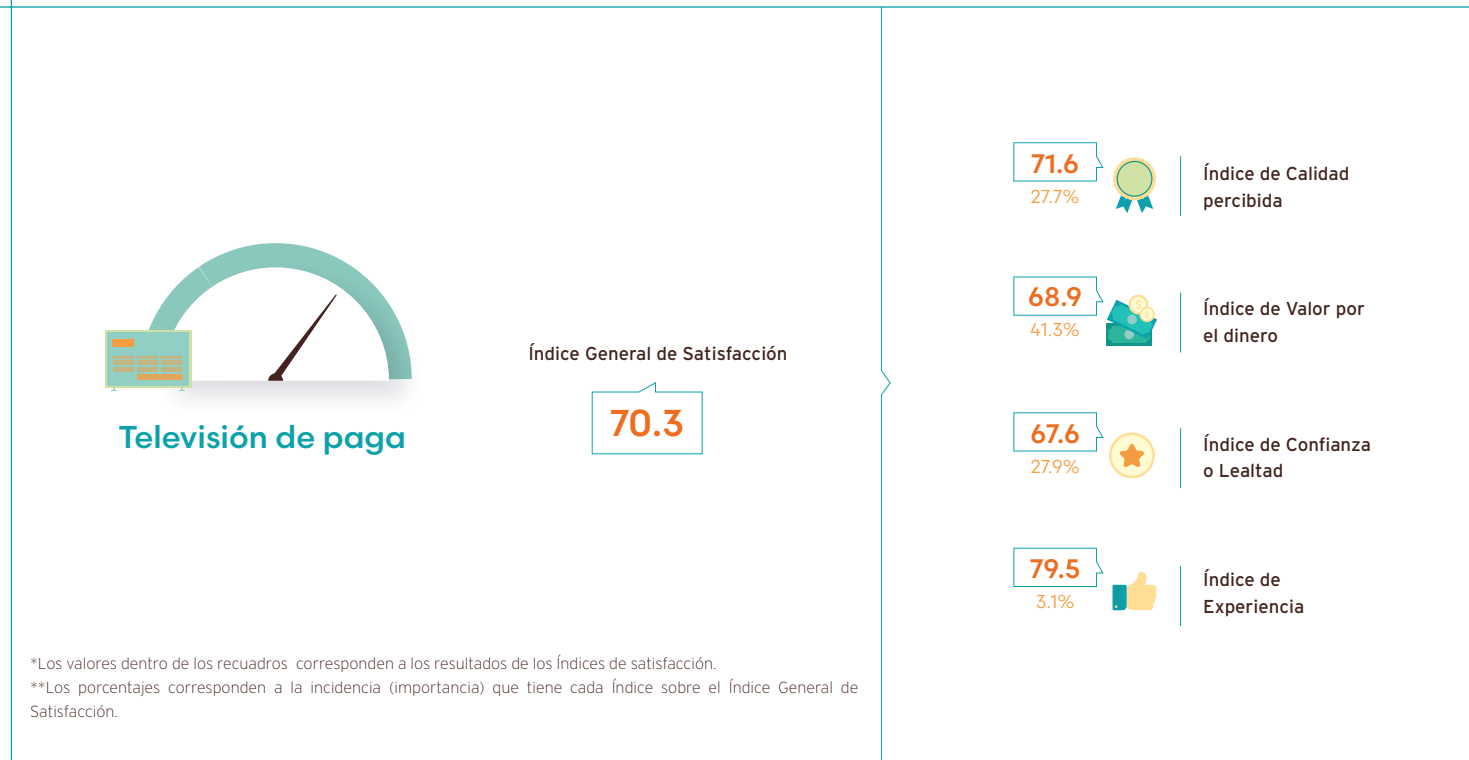 Televisión de paga
Índice General de Satisfacción
70.3
71.6
27.7%
Índice de Calidad
percibida
68.9
41.3%
Índice de Valor por
el dinero
67.6
27.9%
Índice de Confianza
o Lealtad
79.5
3.1%
Índice de
Experiencia
*Los valores dentro de los recuadros  corresponden a los resultados de los Índices de satisfacción.
**Los porcentajes corresponden a la incidencia (importancia) que tiene cada Índice sobre el Índice General de
Satisfacción.